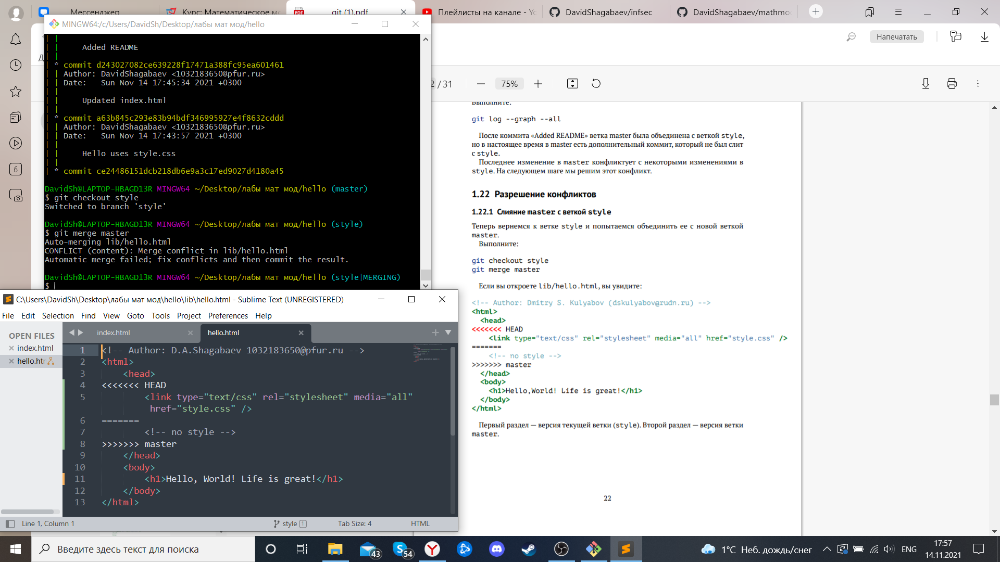 Мессенджер
Курс: Математическое мо
git (1).pdf
Плейлисты на канале - Yo
DavidShagabaev/infsec
DavidShagabaev/mathmo
MINGW64:/c/Users/DavidSh/Desktop/лабы мат мод/hello
Напечатать
Added README
* commit d243027082ce639228f17471a388fc95ea601461
Author: DavidShagabaev <1032183650@pfur.ru>
Date: Sun Nov 14 17:45:34 2021 +0300
Updated index.html
* commit a63b845c293e83b94bdf346995927e4f8632cddd
Author: DavidShagabaev <1032183650@pfur.ru>
Date: Sun Nov 14 17:43:57 2021 +0300
Hello uses style.css
* commit ce24486151dcb218db6e9a3c17ed9027d4180a45
DavidSh@LAPTOP-HBAGD13R MINGW64 ~/Desktop/лабы мат мод/hello (master)
$ git checkout style
Switched to branch 'style'
DavidSh@LAPTOP-HBAGD13R MINGW64 ~/Desktop/лабы мат мод/hello (style)
$ git merge master
Auto-merging lib/hello.html
CONFLICT (content): Merge conflict in lib/hello.html
Automatic merge failed; fix conflicts and then commit the result.
DavidSh@LAPTOP-HBAGD13R MINGW64 ~/Desktop/лабы мат мод/hello (style|MERGING)
$
2 / 31
75%
Выполните:
git log --graph --all
После коммита «Added README» ветка master была объединена с веткой style,
но в настоящее время в master есть дополнительный коммит, который не был слит
с style.
Последнее изменение в master конфликтует с некоторыми изменениями в
style. На следующем шаге мы решим этот конфликт.
1.22 Разрешение конфликтов
1.22.1 Слияние master с веткой style
Теперь вернемся к ветке style и попытаемся объединить ее с новой веткой
master.
Выполните:
git checkout style
git merge master
Если вы откроете lib/hello.html, вы увидите:
<!-- Author: Dmitry S. Kulyabov (dskulyabov@rudn.ru) -->
<html>
<head>
<<<<<<< HEAD
<link type="text/css" rel="stylesheet" media="all" href="style.css" />
=======
<!-- no style -->
>>>>>>> master
</head>
<body>
<h1>Hello,World! Life is great!</h1>
</body>
</html>
Первый раздел — версия текущей ветки (style). Второй раздел — версия ветки
master.
22
6
C:\Users\DavidSh\Desktop\лабы мат мод\hello\lib\hello.html - Sublime Text (UNREGISTERED)
File Edit Selection Find View Goto Tools Project Preferences Help
OPEN FILES
index.html
hello.ht
index.html
hello.html
1 <!-- Author: D.A.Shagabaev 1032183650@pfur.ru -->
2 <html>
3 <head>
4 <<<<<<< HEAD
5 <link type="text/css" rel="stylesheet" media="all"
href="style.css" />
6 =======
7 <!-- no style -->
8 >>>>>>> master
9 </head>
10 <body>
11 <h1>Hello, World! Life is great!</h1>
12 </body>
13 </html>
Line 1, Column 1
style 1
Tab Size: 4
HTML
Введите здесь текст для поиска
43
54
1°C Неб. дождь/снег
ENG
17:57
14.11.2021